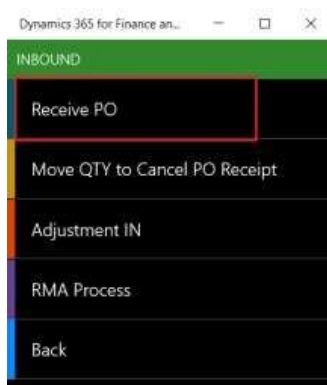 Dynamics 365 for Finance an...
INBOUND
Receive PO
Move QTY to Cancel PO Receipt
Adjustment IN
RMA Process
Back